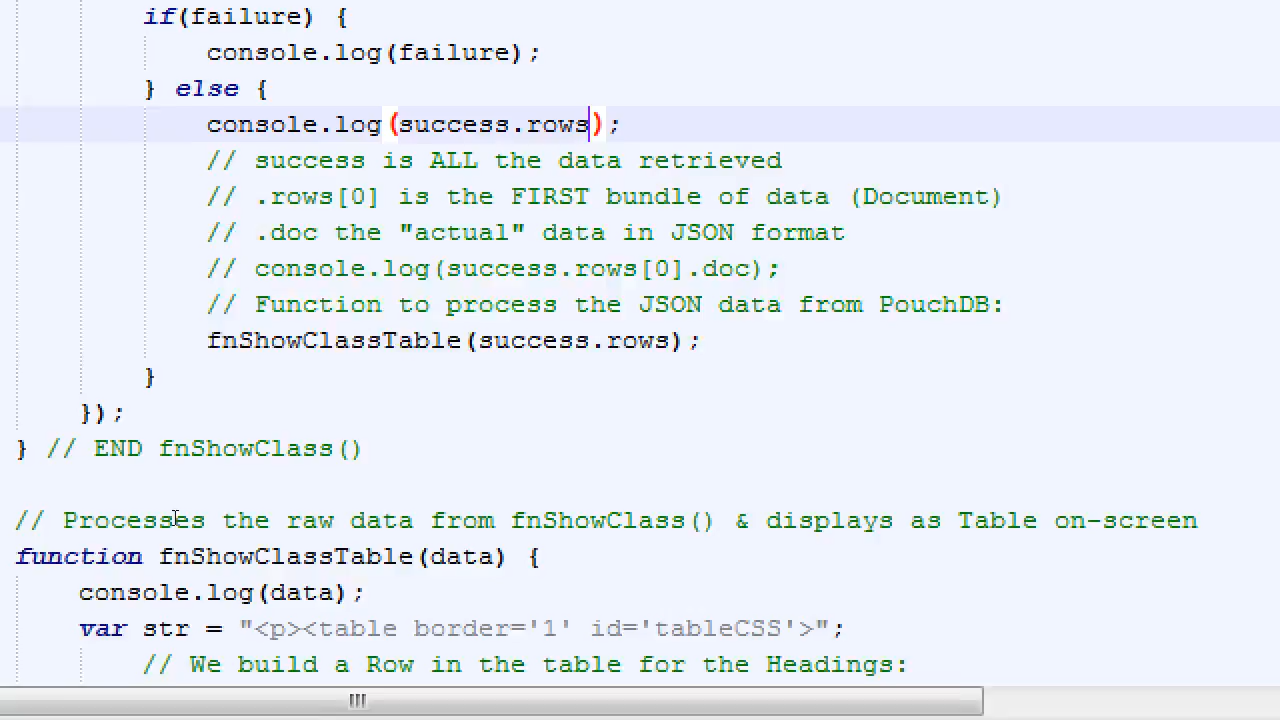 if(failure) {
console.log(failure);
} else {
console.log(success.rows);
// success is ALL the data retrieved
// .rows[0] is the FIRST bundle of data (Document)
// .doc the "actual" data in JSON format
// console.log(success.rows[0].doc);
// Function to process the JSON data from PouchDB:
fnShowClassTable(success.rows);
}
});
} // END fnShowClass()
// Processes the raw data from fnShowClass() & displays as Table on-screen
function fnShowClassTable(data) {
console.log(data);
var str = "<p><table border='1' id='tableCSS'>";
// We build a Row in the table for the Headings: